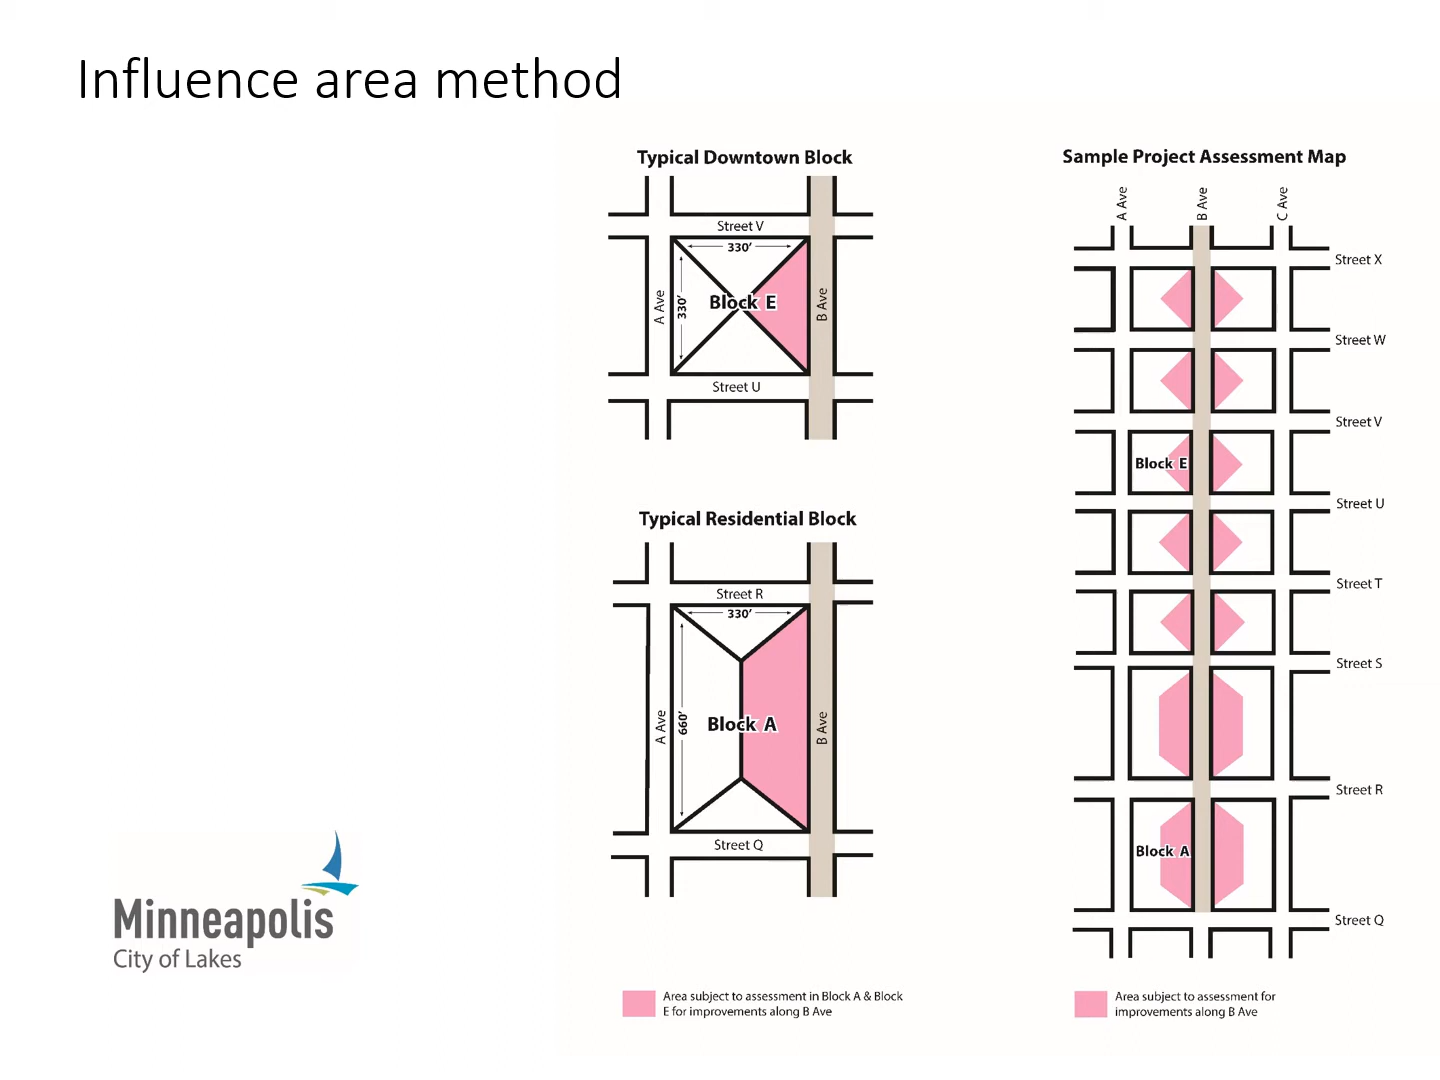 Influence area method
Typical Downtown Block
Street V
330'
330'
A Ave
Block E
B Ave
Street U
Typical Residential Block
Street R
330'
660'
A Ave
Block A
B Ave
Street Q
Area subject to assessment in Block A & Block
E for improvements along B Ave
Sample Project Assessment Map
A Ave
B Ave
C Ave
Street X
Street W
Street V
Block E
Street U
Street T
Street S
Street R
Block A
Street Q
Area subject to assessment for
improvements along B Ave
Minneapolis
City of Lakes